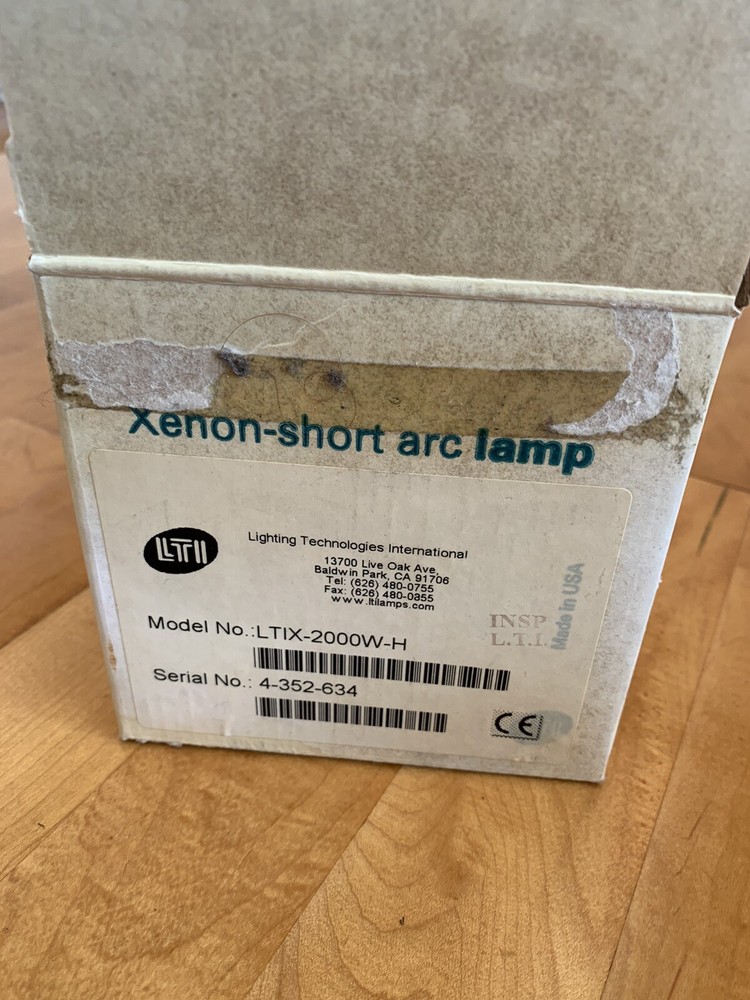 Xenon-short arc lamp
LTI
Lighting Technologies International
13700 Live Oak Ave,
Baldwin Park, CA 91706
Tel: (626) 480-0755
Fax: (626) 480-0855
www.ltilamps.com
Model No.:LTIX-2000W-H
INSP
L.T.I.
Made in USA
Serial No.: 4-352-634
CE